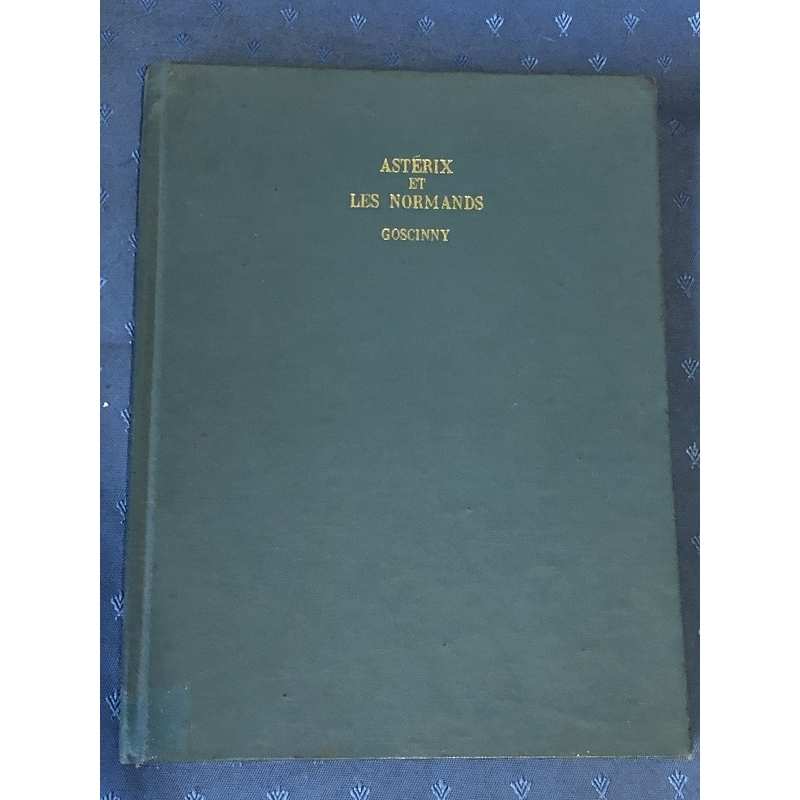 ASTÉRIX
ET
LES NORMANDS
GOSCINNY